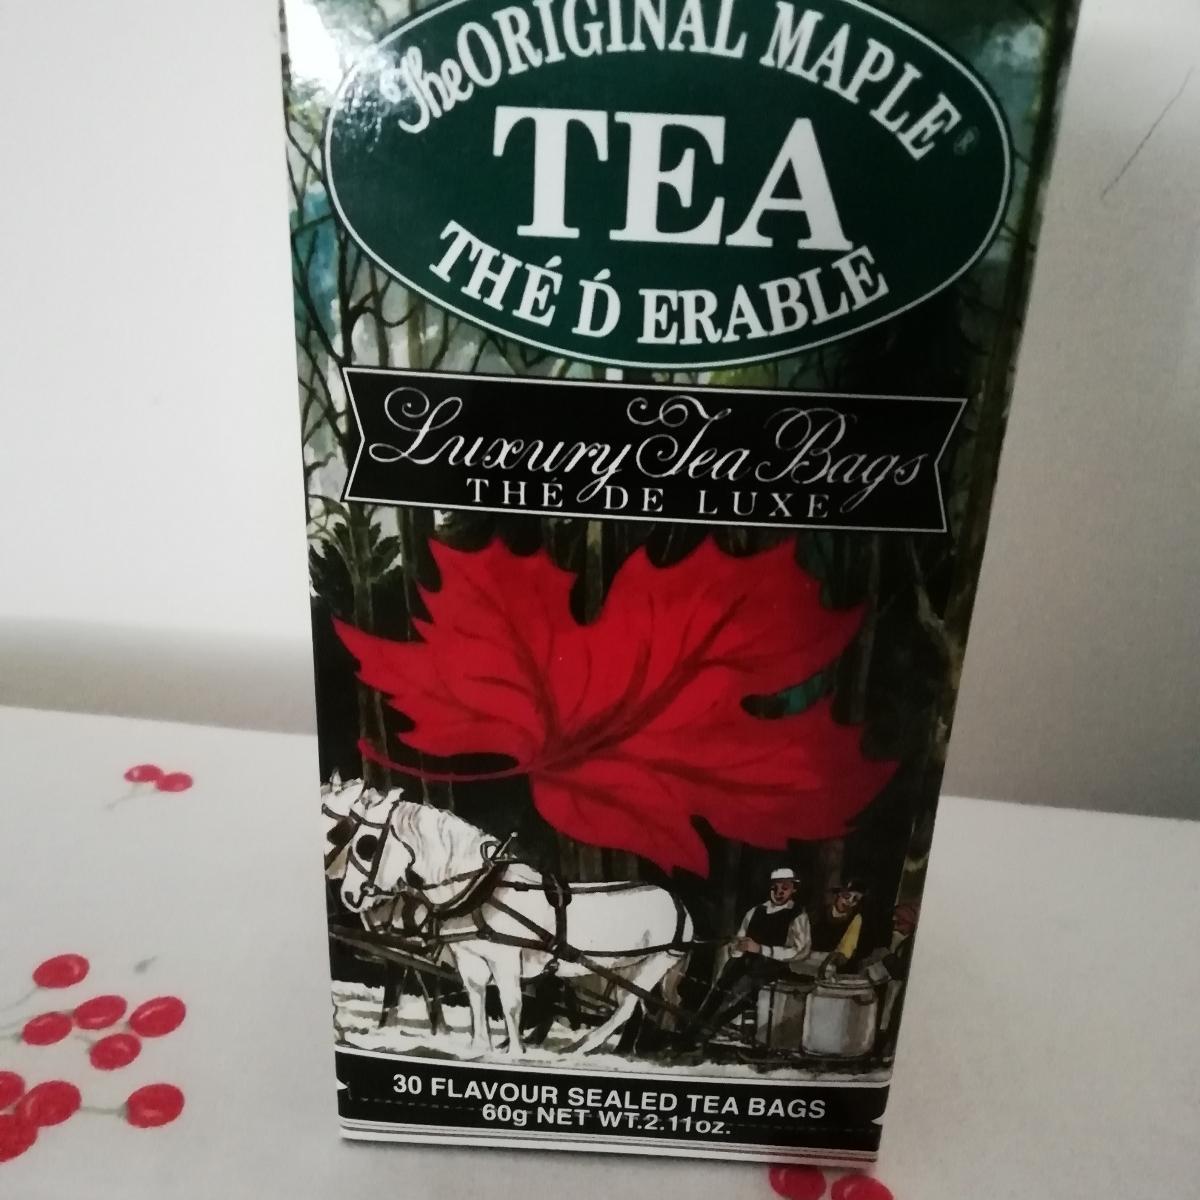 The ORIGINAL MAPLE®
TEA
THÉ D́ ERABLE
Luxury Tea Bags
THÉ DE LUXE
30 FLAVOUR SEALED TEA BAGS
60g NET WT.2.11oz.